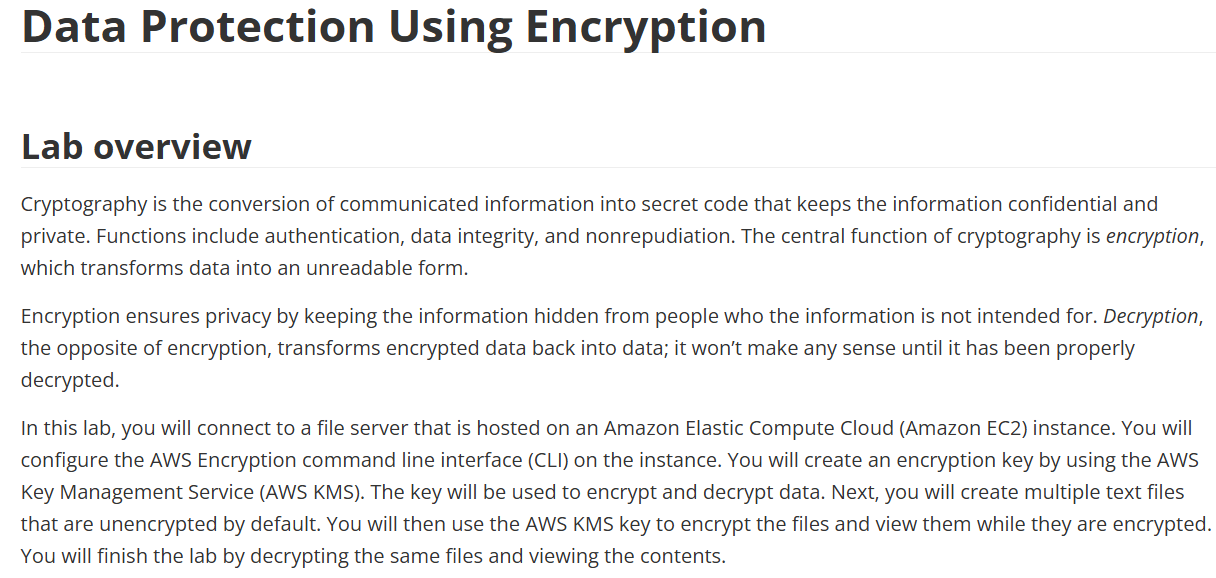 Data Protection Using Encryption
Lab overview
Cryptography is the conversion of communicated information into secret code that keeps the information confidential and
private. Functions include authentication, data integrity, and nonrepudiation. The central function of cryptography is encryption,
which transforms data into an unreadable form.
Encryption ensures privacy by keeping the information hidden from people who the information is not intended for. Decryption,
the opposite of encryption, transforms encrypted data back into data; it won’t make any sense until it has been properly
decrypted.
In this lab, you will connect to a file server that is hosted on an Amazon Elastic Compute Cloud (Amazon EC2) instance. You will
configure the AWS Encryption command line interface (CLI) on the instance. You will create an encryption key by using the AWS
Key Management Service (AWS KMS). The key will be used to encrypt and decrypt data. Next, you will create multiple text files
that are unencrypted by default. You will then use the AWS KMS key to encrypt the files and view them while they are encrypted.
You will finish the lab by decrypting the same files and viewing the contents.